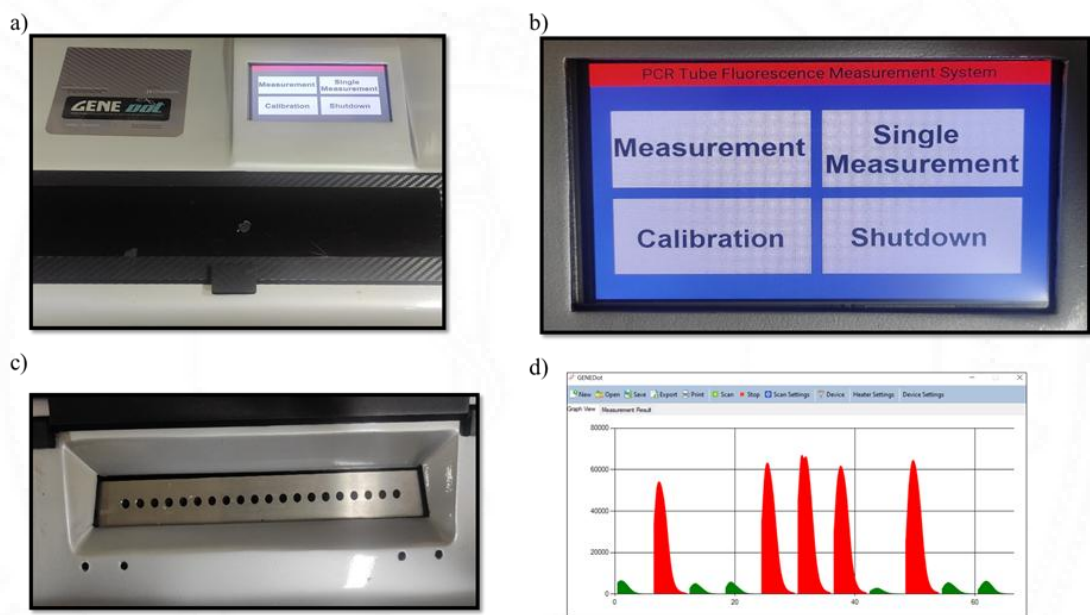 a)
GENE Dot
Measurement
Single
Measurement
Calibration
Shutdown
b)
PCR Tube Fluorescence Measurement System
Measurement
Single
Measurement
Calibration
Shutdown
c)
d)
GENEDot
New Open Save Export Print Scan Stop Scan Settings Device Heater Settings Device Settings
Graph View Measurement Result
80000
60000
40000
20000
0
0 20 40 60